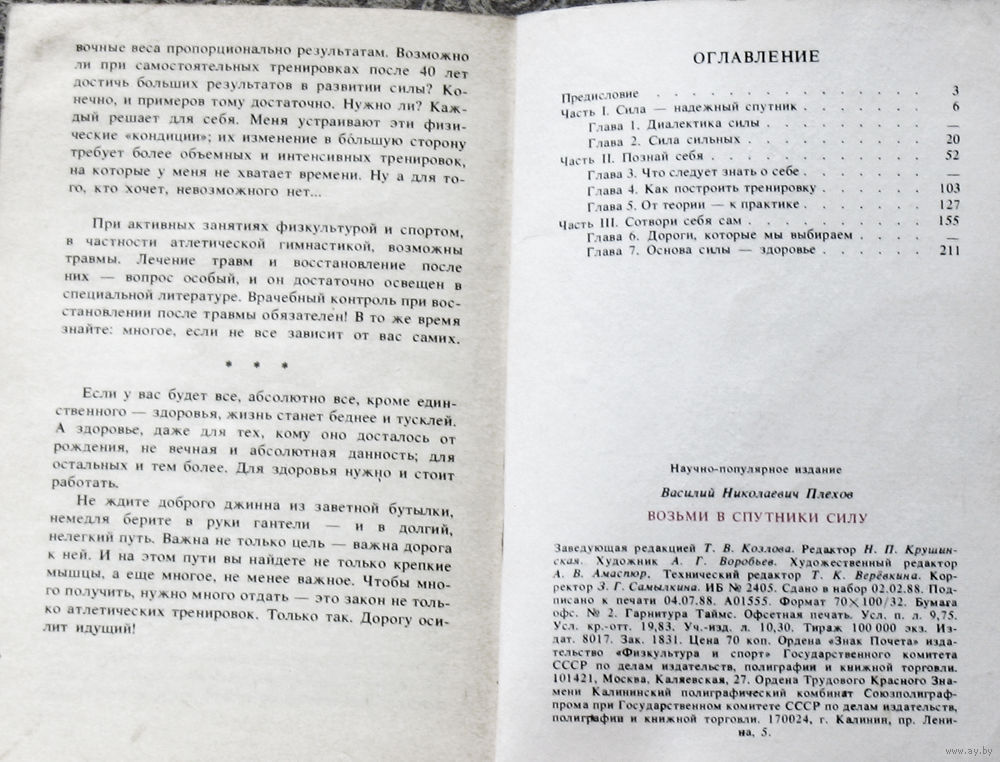 вочные веса пропорционально результатам. Возможно
ли при самостоятельных тренировках после 40 лет
достичь больших результатов в развитии силы? Ко-
нечно, и примеров тому достаточно. Нужно ли? Каж-
дый решает для себя. Меня устраивают эти физи-
ческие «кондиции»; их изменение в бо́льшую сторону
требует более объемных и интенсивных тренировок,
на которые у меня не хватает времени. Ну а для то-
го, кто хочет, невозможного нет...
При активных занятиях физкультурой и спортом,
в частности атлетической гимнастикой, возможны
травмы. Лечение травм и восстановление после
них — вопрос особый, и он достаточно освещен в
специальной литературе. Врачебный контроль при вос-
становлении после травмы обязателен! В то же время
знайте: многое, если не все зависит от вас самих.
* * *
Если у вас будет все, абсолютно все, кроме един-
ственного — здоровья, жизнь станет беднее и тусклей.
А здоровье, даже для тех, кому оно досталось от
рождения, не вечная и абсолютная данность; для
остальных и тем более. Для здоровья нужно и стоит
работать.
Не ждите доброго джинна из заветной бутылки,
немедля берите в руки гантели — и в долгий,
нелегкий путь. Важна не только цель — важна дорога
к ней. И на этом пути вы найдете не только крепкие
мышцы, а еще многое, не менее важное. Чтобы мно-
го получить, нужно много отдать — это закон не толь-
ко атлетических тренировок. Только так. Дорогу оси-
лит идущий!
ОГЛАВЛЕНИЕ
Предисловие . . . . . . . . . . . . . . 3
Часть I. Сила — надежный спутник . . . . . . . 6
Глава 1. Диалектика силы . . . . . . . . —
Глава 2. Сила сильных . . . . . . . . . 20
Часть II. Познай себя . . . . . . . . . . . 52
Глава 3. Что следует знать о себе . . . . . . —
Глава 4. Как построить тренировку . . . . . . 103
Глава 5. От теории — к практике . . . . . . 127
Часть III. Сотвори себя сам . . . . . . . . . 155
Глава 6. Дороги, которые мы выбираем . . . . —
Глава 7. Основа силы — здоровье . . . . . . 211
Научно-популярное издание
Василий Николаевич Плехов
ВОЗЬМИ В СПУТНИКИ СИЛУ
Заведующая редакцией Т. В. Козлова. Редактор Н. П. Крушин-
ская. Художник А. Г. Воробьев. Художественный редактор
А. В. Амаспюр. Технический редактор Т. К. Верёвкина. Кор-
ректор З. Г. Самылкина. ИБ № 2405. Сдано в набор 02.02.88. Под-
писано к печати 04.07.88. А01555. Формат 70×100/32. Бумага
офс. № 2. Гарнитура Таймс. Офсетная печать. Усл. п. л. 9,75.
Усл. кр.-отт. 19,83. Уч.-изд. л. 10,30. Тираж 100 000 экз. Из-
дат. 8017. Зак. 1831. Цена 70 коп. Ордена «Знак Почета» изда-
тельство «Физкультура и спорт» Государственного комитета
СССР по делам издательств, полиграфии и книжной торговли.
101421, Москва, Каляевская, 27. Ордена Трудового Красного Зна-
мени Калининский полиграфический комбинат Союзполиграф-
прома при Государственном комитете СССР по делам издательств,
полиграфии и книжной торговли. 170024, г. Калинин, пр. Лени-
на, 5.
www.ay.by